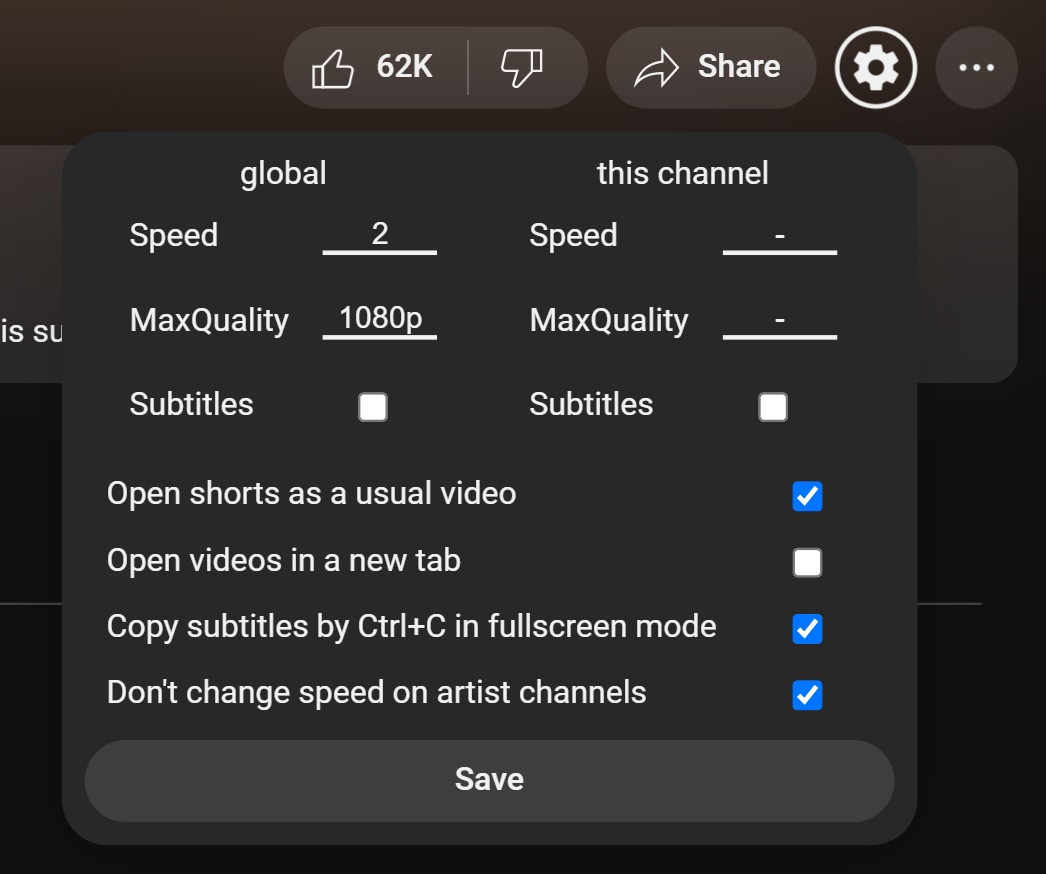 62K
Share
global
this channel
Speed 2
Speed -
MaxQuality 1080p
MaxQuality -
Subtitles
Subtitles
is su
Open shorts as a usual video
Open videos in a new tab
Copy subtitles by Ctrl+C in fullscreen mode
Don't change speed on artist channels
Save